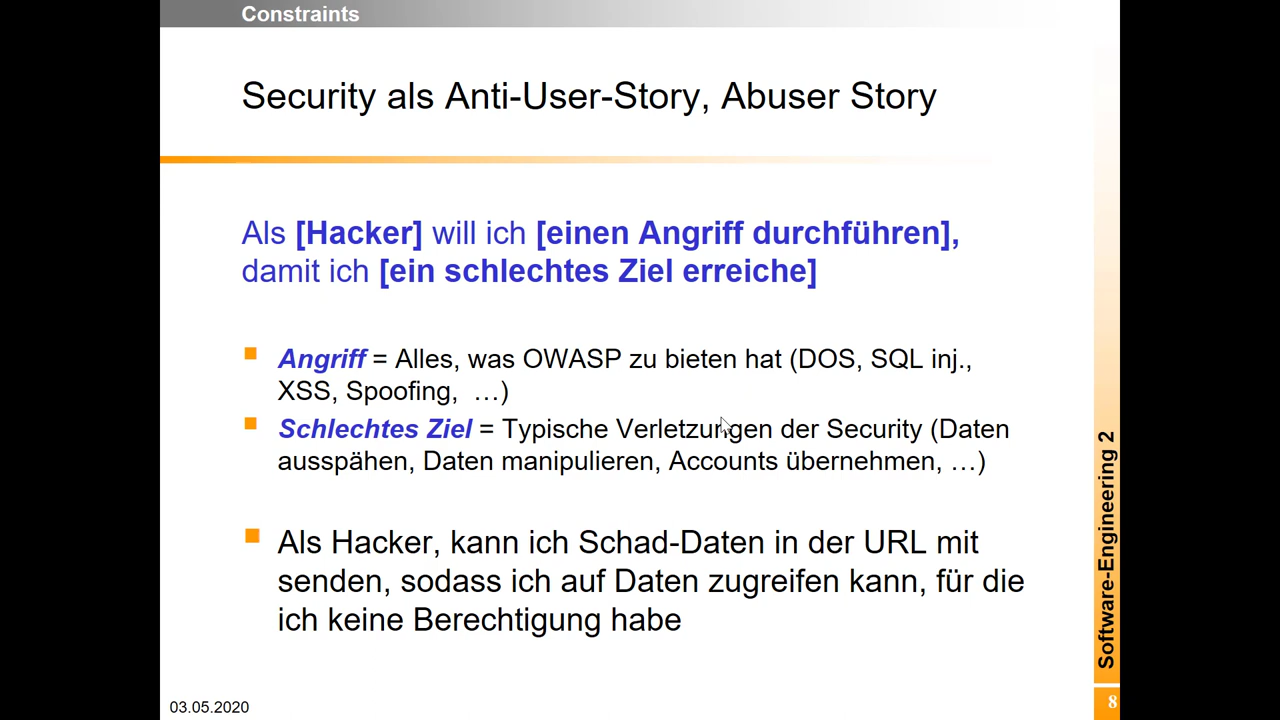 Constraints
Security als Anti-User-Story, Abuser Story
Als [Hacker] will ich [einen Angriff durchführen],
damit ich [ein schlechtes Ziel erreiche]
Angriff = Alles, was OWASP zu bieten hat (DOS, SQL inj.,
XSS, Spoofing, …)
Schlechtes Ziel = Typische Verletzungen der Security (Daten
ausspähen, Daten manipulieren, Accounts übernehmen, …)
Als Hacker, kann ich Schad-Daten in der URL mit
senden, sodass ich auf Daten zugreifen kann, für die
ich keine Berechtigung habe
Software-Engineering 2
03.05.2020
8